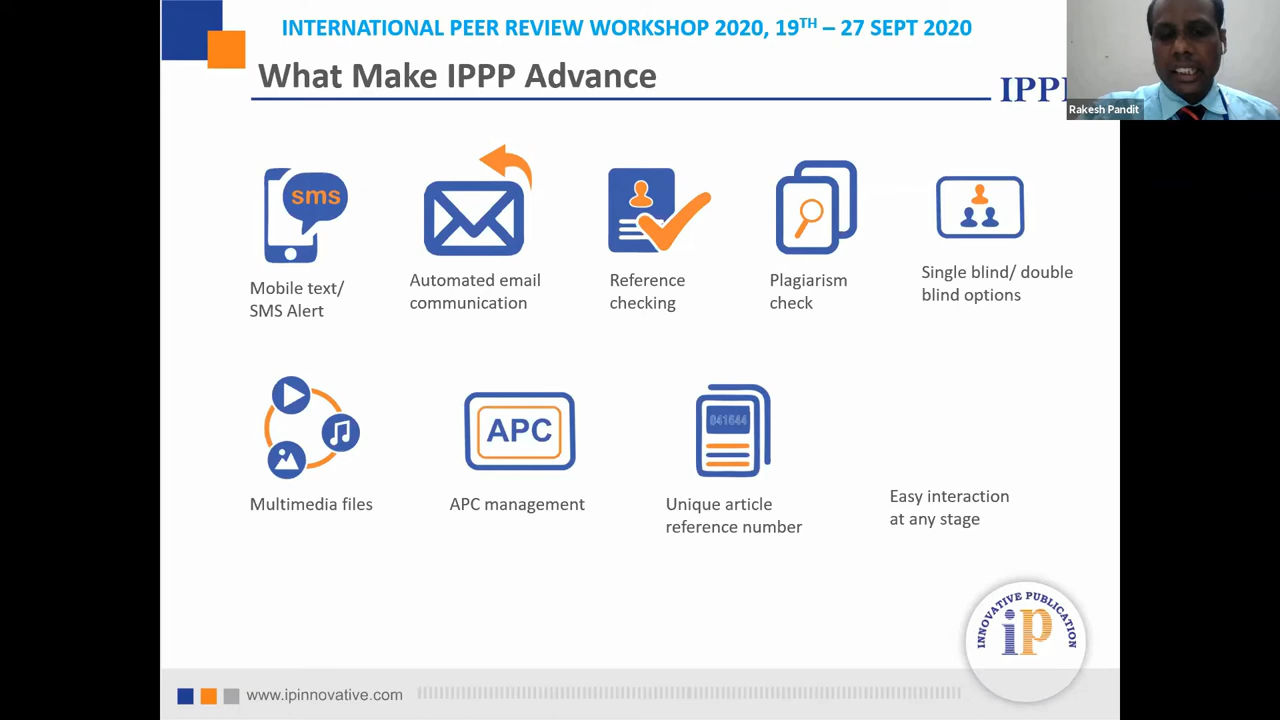 INTERNATIONAL PEER REVIEW WORKSHOP 2020, 19TH – 27 SEPT 2020
What Make IPPP Advance
Rakesh Pandit
sms
Mobile text/
SMS Alert
Automated email
communication
Reference
checking
Plagiarism
check
Single blind/ double
blind options
Multimedia files
APC
APC management
041644
Unique article
reference number
Easy interaction
at any stage
INNOVATIVE PUBLICATION
iP
www.ipinnovative.com